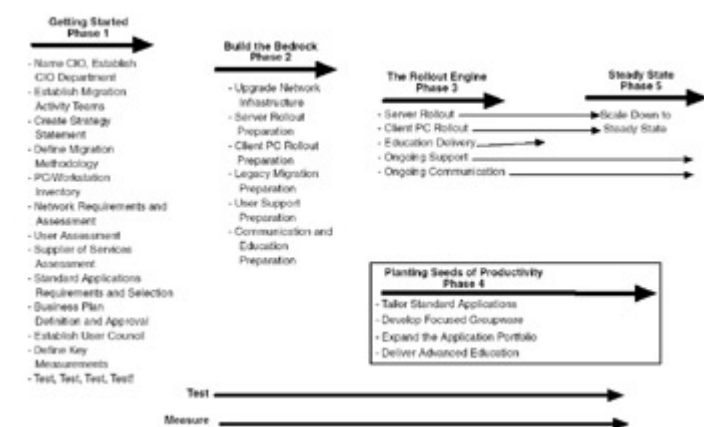 Getting Started
Phase 1
- Name CIO, Establish
CIO Department
- Establish Migration
Activity Teams
- Create Strategy
Statement
- Define Migration
Methodology
- PC/Workstation
Inventory
- Network Requirements and
Assessment
- User Assessment
- Supplier of Services
Assessment
- Standard Applications
Requirements and Selection
- Business Plan
Definition and Approval
- Establish User Council
- Define Key
Measurements
- Test, Test, Test, Test!
Build the Bedrock
Phase 2
- Upgrade Network
Infrastructure
- Server Rollout
Preparation
- Client PC Rollout
Preparation
- Legacy Migration
Preparation
- User Support
Preparation
- Communication and
Education
Preparation
The Rollout Engine
Phase 3
- Server Rollout
- Client PC Rollout
- Education Delivery
- Ongoing Support
- Ongoing Communication
Steady State
Phase 5
Scale Down to
Steady State
Planting Seeds of Productivity
Phase 4
- Tailor Standard Applications
- Develop Focused Groupware
- Expand the Application Portfolio
- Deliver Advanced Education
Test
Measure